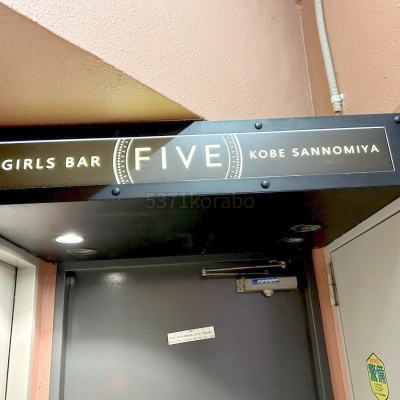 GIRLS BAR FIVE KOBE SANNOMIYA
5371korabo